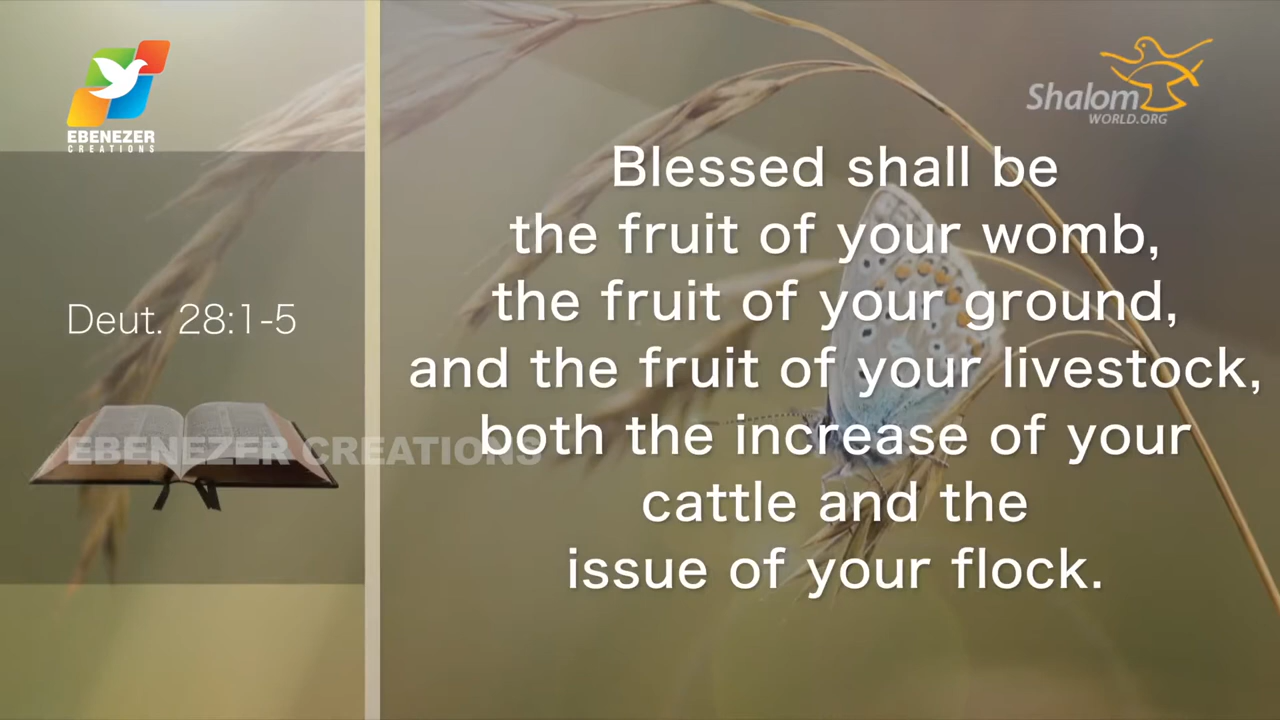 EBENEZER
CREATIONS
Shalom
WORLD.ORG
Deut. 28:1-5
EBENEZER CREATIONS
Blessed shall be
the fruit of your womb,
the fruit of your ground,
and the fruit of your livestock,
both the increase of your
cattle and the
issue of your flock.